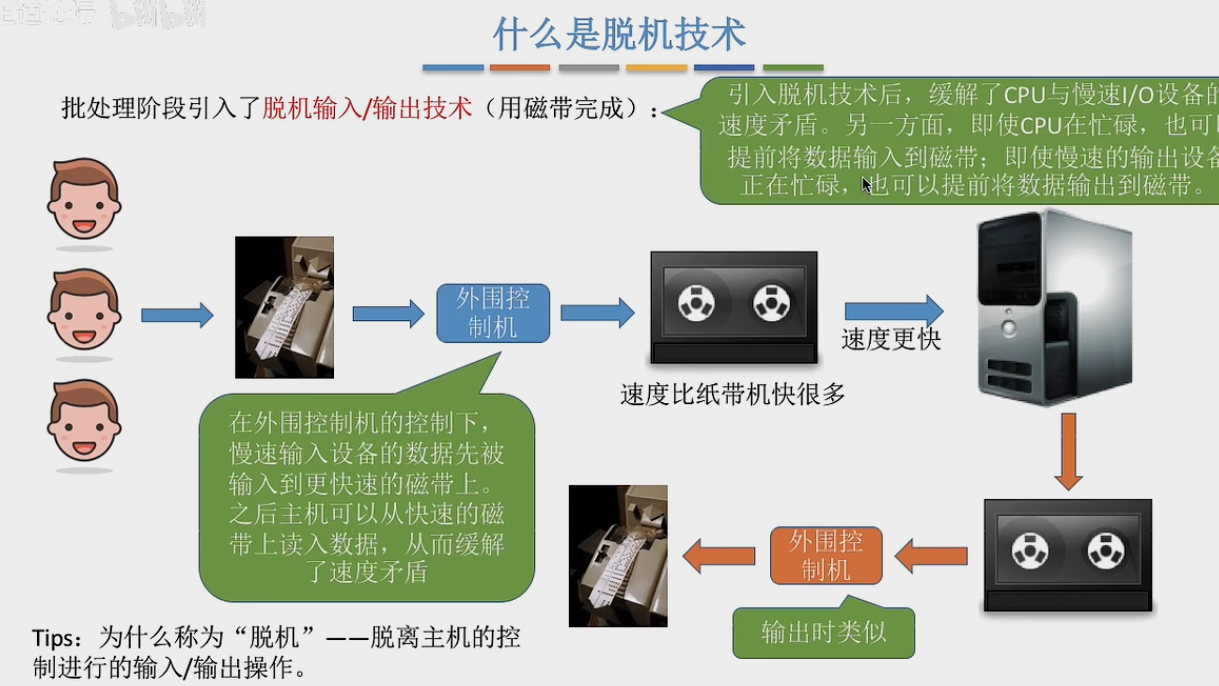 什么是脱机技术
批处理阶段引入了脱机输入/输出技术（用磁带完成）：
引入脱机技术后，缓解了CPU与慢速I/O设备的
速度矛盾。另一方面，即使CPU在忙碌，也可以
提前将数据输入到磁带；即使慢速的输出设备
正在忙碌，也可以提前将数据输出到磁带。
外围控
制机
速度更快
速度比纸带机快很多
在外围控制机的控制下，
慢速输入设备的数据先被
输入到更快速的磁带上。
之后主机可以从快速的磁
带上读入数据，从而缓解
了速度矛盾
外围控
制机
输出时类似
Tips：为什么称为“脱机”——脱离主机的控
制进行的输入/输出操作。